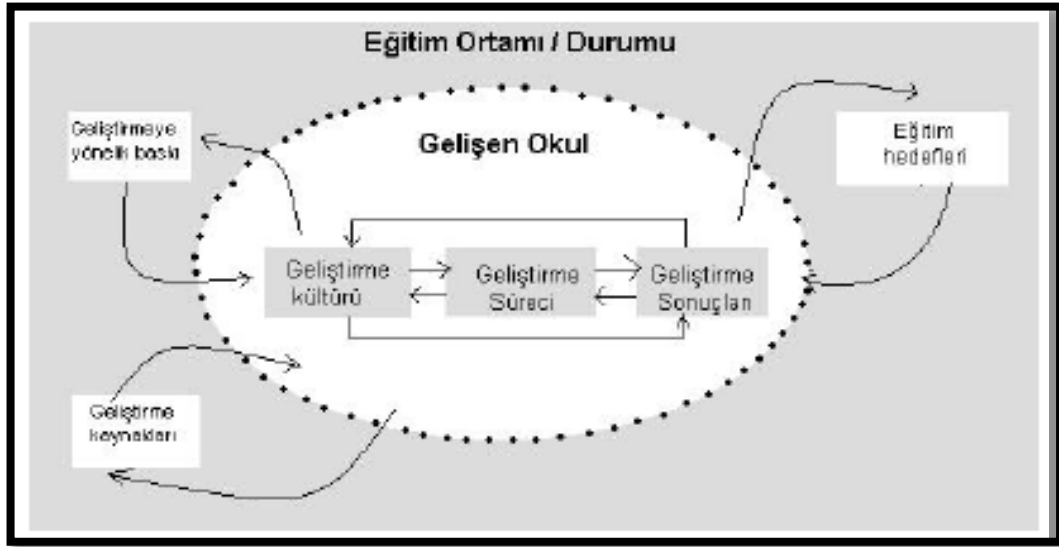 Eğitim Ortamı / Durumu
Geliştirmeye
yönelik baskı
Gelişen Okul
Eğitim
hedefleri
Geliştirme
kültürü
Geliştirme
Süreci
Geliştirme
Sonuçları
Geliştirme
kaynakları